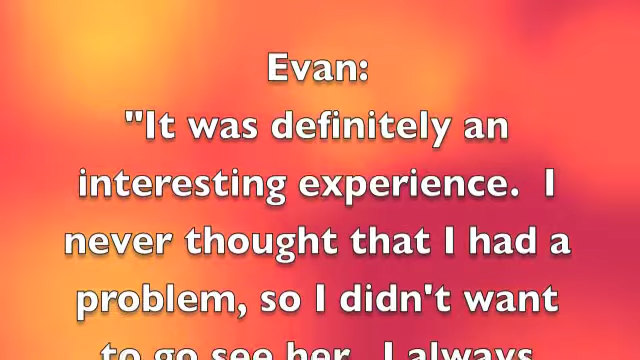 Evan:
"It was definitely an
interesting experience.  I
never thought that I had a
problem, so I didn't want
to go see her.  I always